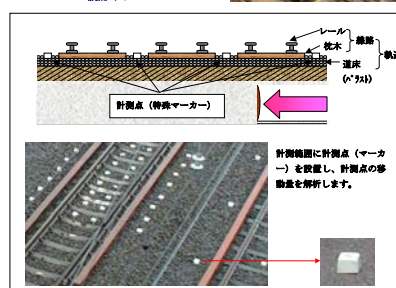 レール
枕木
線路
軌道
道床
(ﾊﾞﾗｽﾄ)
計測点（特殊マーカー）
計測範囲に計測点（マーカ
ー）を設置し、計測点の移
動量を解析します。